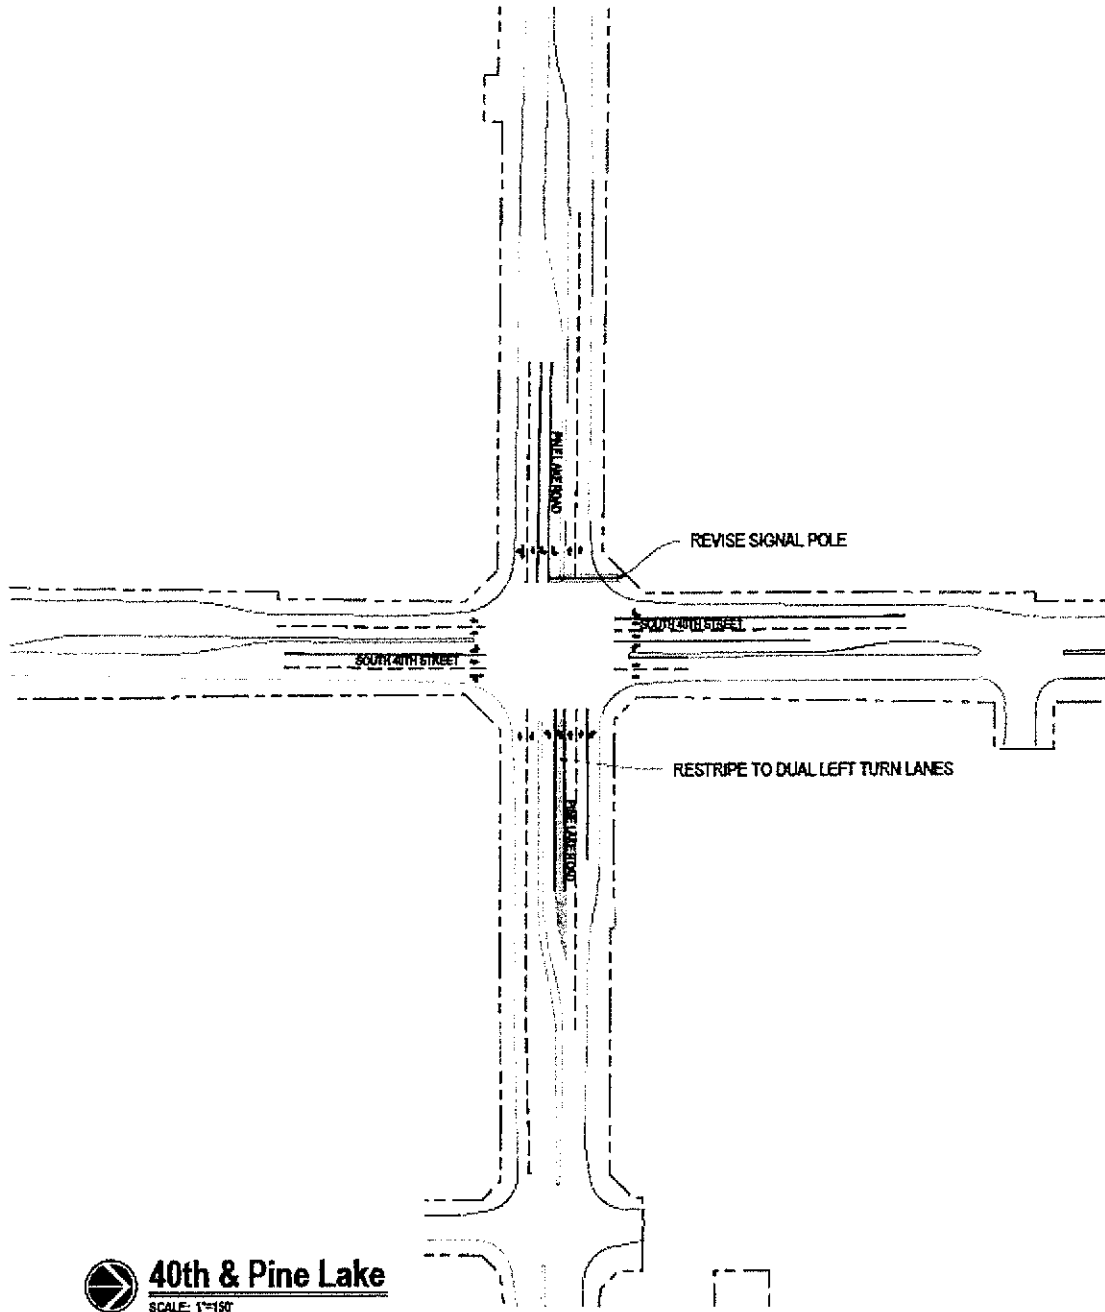 PINE LAKE ROAD
REVISE SIGNAL POLE
SOUTH 40TH STREET
SOUTH 40TH STREET
RESTRIPE TO DUAL LEFT TURN LANES
PINE LAKE ROAD
40th & Pine Lake
SCALE: 1"=150'